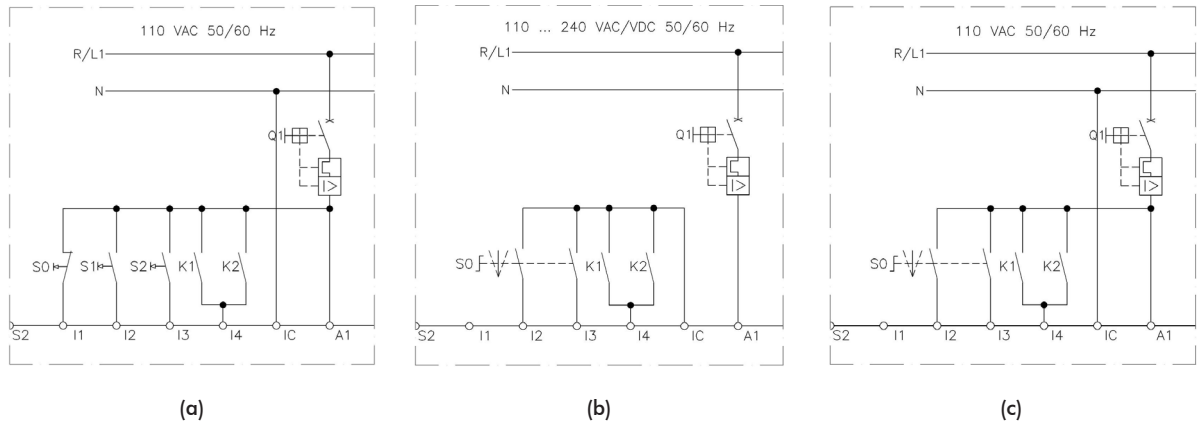 110 VAC 50/60 Hz
R/L1
N
Q1
I>
S0 S1 S2 K1 K2
S2 I1 I2 I3 I4 IC A1
(a)
110 ... 240 VAC/VDC 50/60 Hz
R/L1
N
Q1
I>
S0 K1 K2
S2 I1 I2 I3 I4 IC A1
(b)
110 VAC 50/60 Hz
R/L1
N
Q1
I>
S0 K1 K2
S2 I1 I2 I3 I4 IC A1
(c)